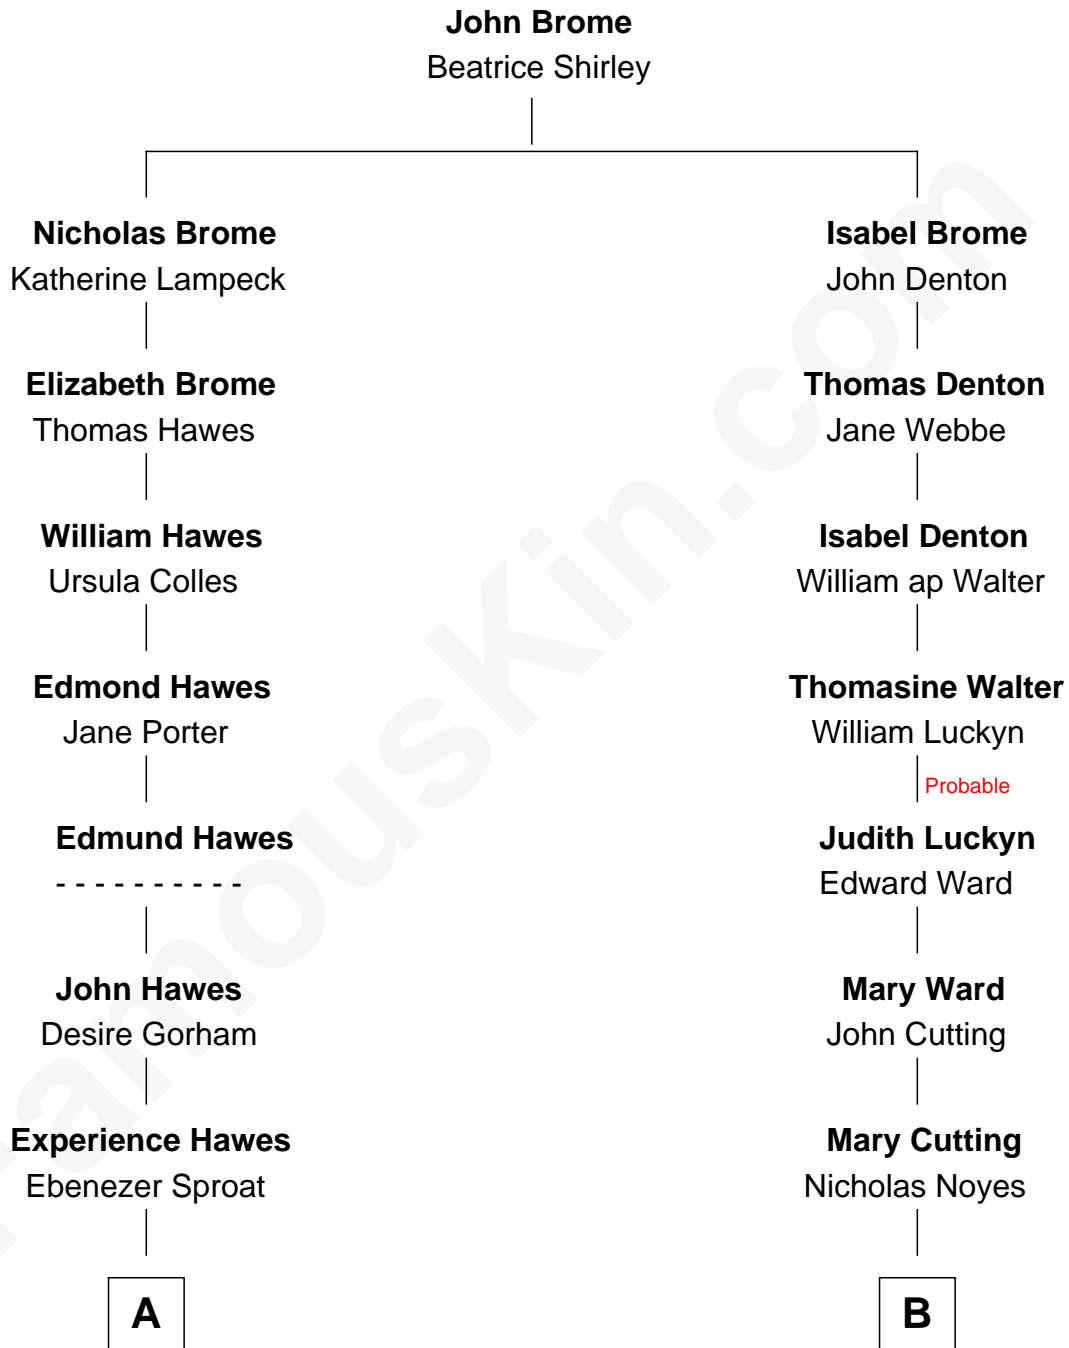 John Brome
Beatrice Shirley
Nicholas Brome
Katherine Lampeck
Isabel Brome
John Denton
Elizabeth Brome
Thomas Hawes
Thomas Denton
Jane Webbe
William Hawes
Ursula Colles
Isabel Denton
William ap Walter
Edmond Hawes
Jane Porter
Thomasine Walter
William Luckyn
Probable
Edmund Hawes
- - - - - - - - - -
Judith Luckyn
Edward Ward
John Hawes
Desire Gorham
Mary Ward
John Cutting
Experience Hawes
Ebenezer Sproat
Mary Cutting
Nicholas Noyes
A
B
FamousKin.com